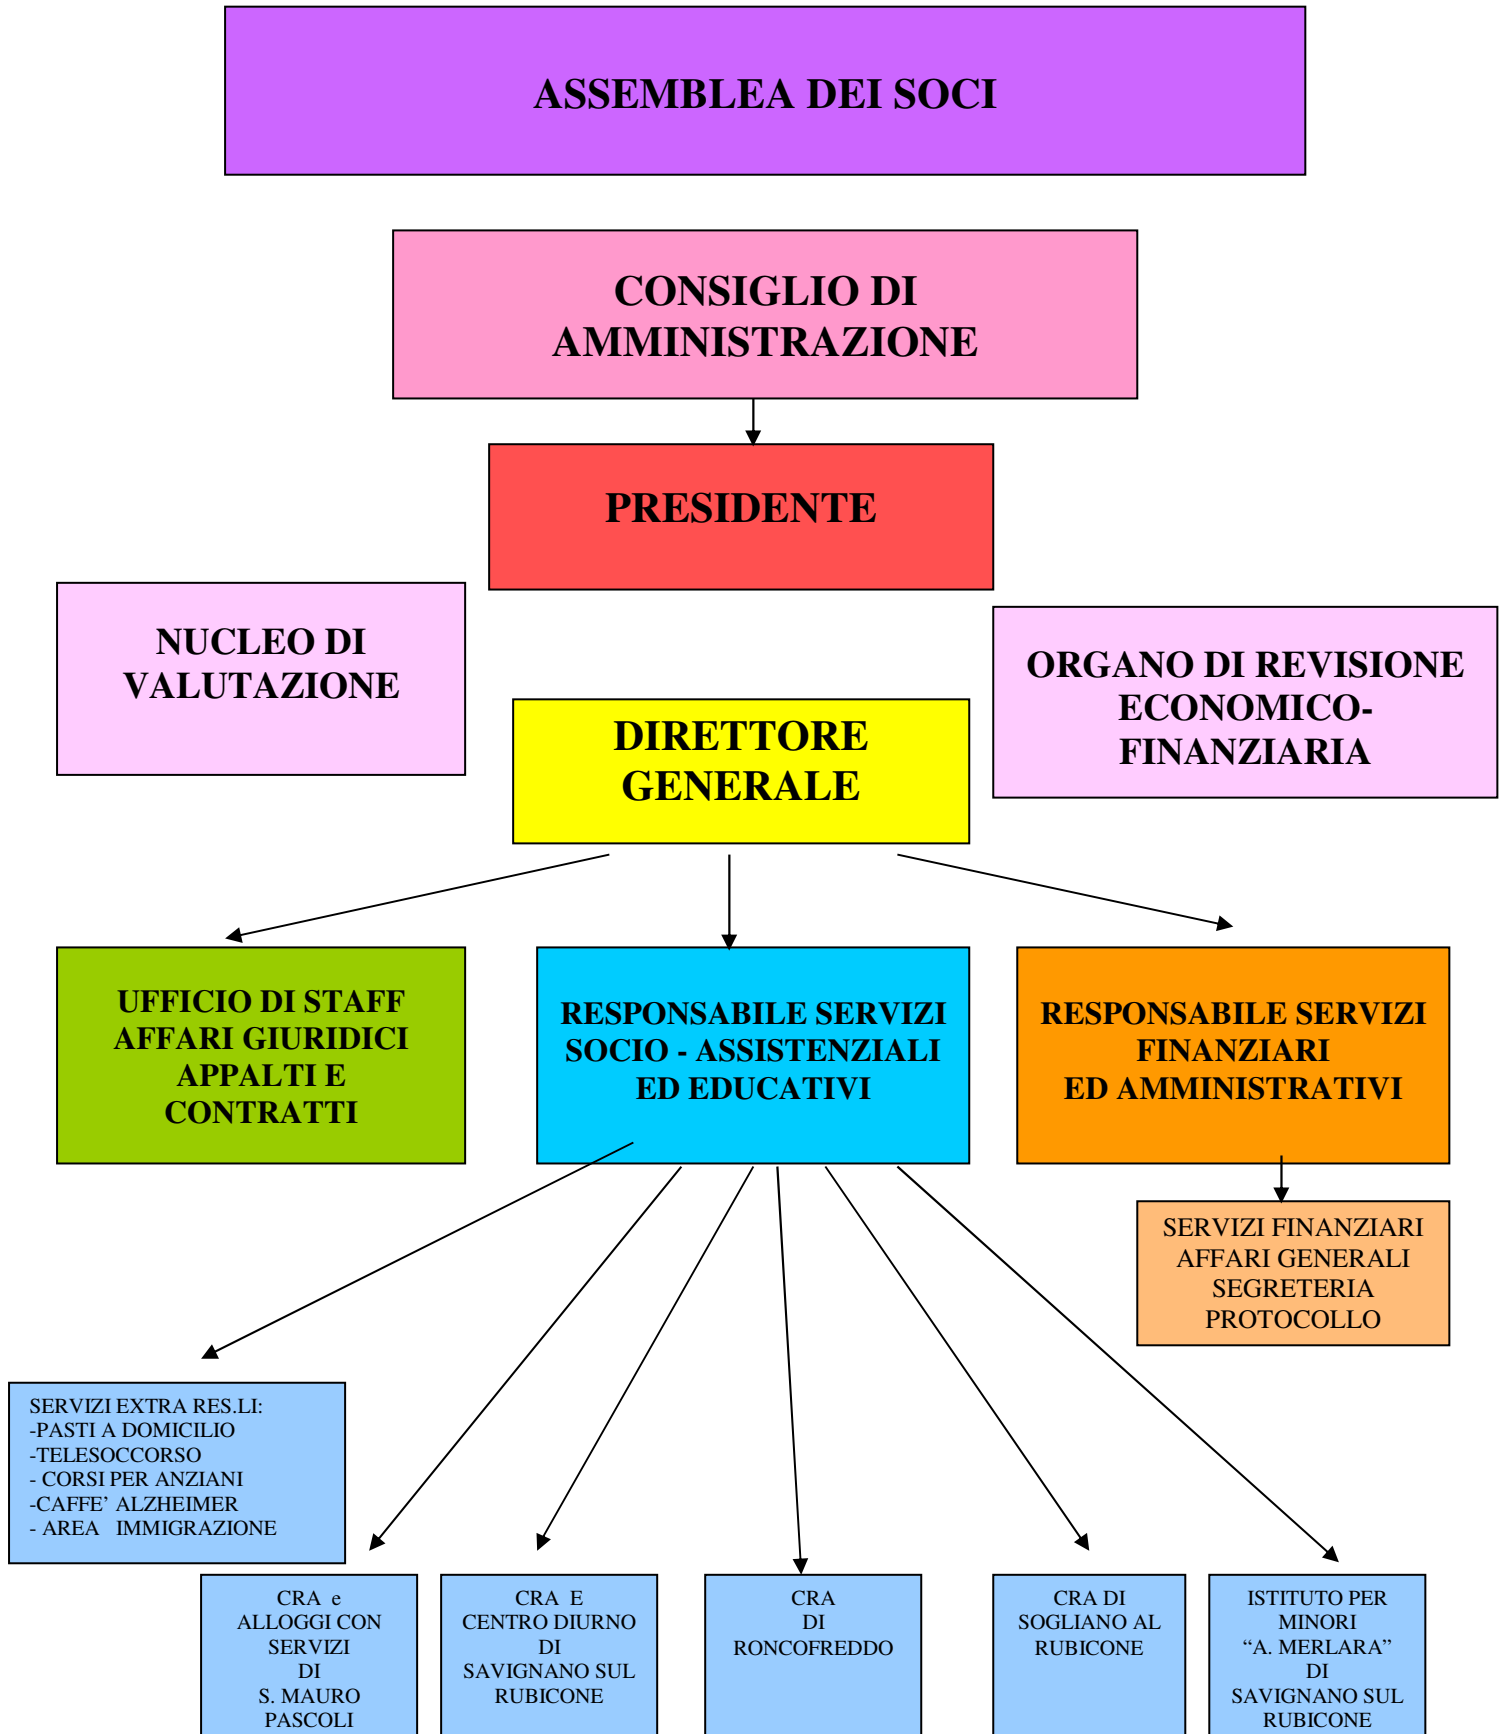 ASSEMBLEA DEI SOCI
CONSIGLIO DI
AMMINISTRAZIONE
PRESIDENTE
NUCLEO DI
VALUTAZIONE
ORGANO DI REVISIONE
ECONOMICO-
FINANZIARIA
DIRETTORE
GENERALE
UFFICIO DI STAFF
AFFARI GIURIDICI
APPALTI E
CONTRATTI
RESPONSABILE SERVIZI
SOCIO - ASSISTENZIALI
ED EDUCATIVI
RESPONSABILE SERVIZI
FINANZIARI
ED AMMINISTRATIVI
SERVIZI FINANZIARI
AFFARI GENERALI
SEGRETERIA
PROTOCOLLO
SERVIZI EXTRA RES.LI:
-PASTI A DOMICILIO
-TELESOCCORSO
- CORSI PER ANZIANI
-CAFFE’ ALZHEIMER
- AREA IMMIGRAZIONE
CRA e
ALLOGGI CON
SERVIZI
DI
S. MAURO
PASCOLI
CRA E
CENTRO DIURNO
DI
SAVIGNANO SUL
RUBICONE
CRA
DI
RONCOFREDDO
CRA DI
SOGLIANO AL
RUBICONE
ISTITUTO PER
MINORI
“A. MERLARA”
DI
SAVIGNANO SUL
RUBICONE